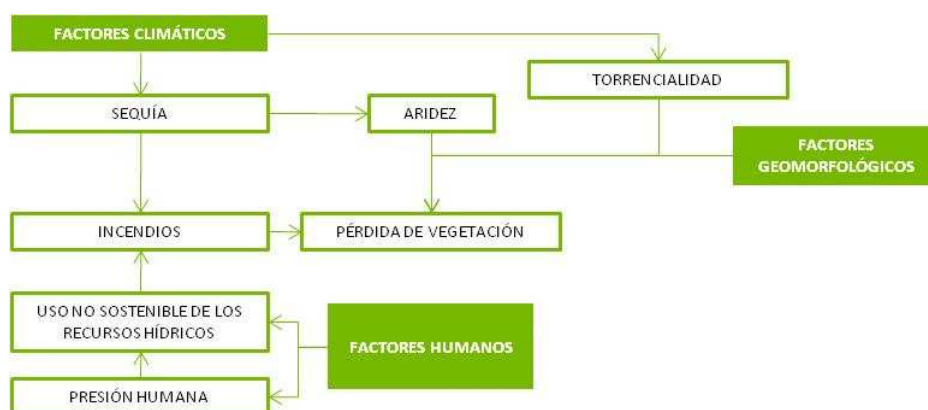 FACTORES CLIMÁTICOS
TORRENCIALIDAD
SEQUÍA
ARIDEZ
FACTORES
GEOMORFOLÓGICOS
INCENDIOS
PÉRDIDA DE VEGETACIÓN
USO NO SOSTENIBLE DE LOS
RECURSOS HÍDRICOS
FACTORES HUMANOS
PRESIÓN HUMANA